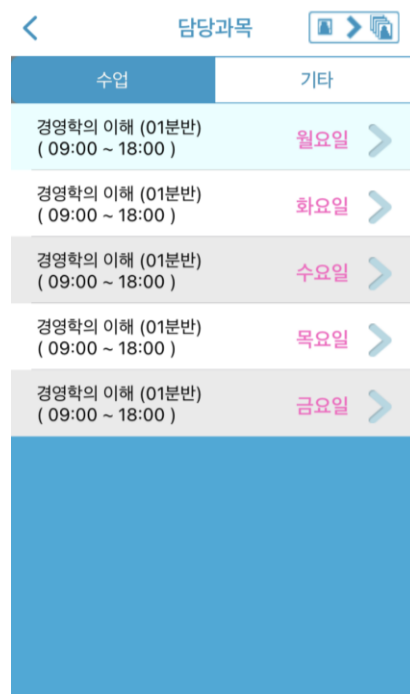 담당과목
수업
기타
경영학의 이해 (01분반)
( 09:00 ~ 18:00 )
월요일
경영학의 이해 (01분반)
( 09:00 ~ 18:00 )
화요일
경영학의 이해 (01분반)
( 09:00 ~ 18:00 )
수요일
경영학의 이해 (01분반)
( 09:00 ~ 18:00 )
목요일
경영학의 이해 (01분반)
( 09:00 ~ 18:00 )
금요일